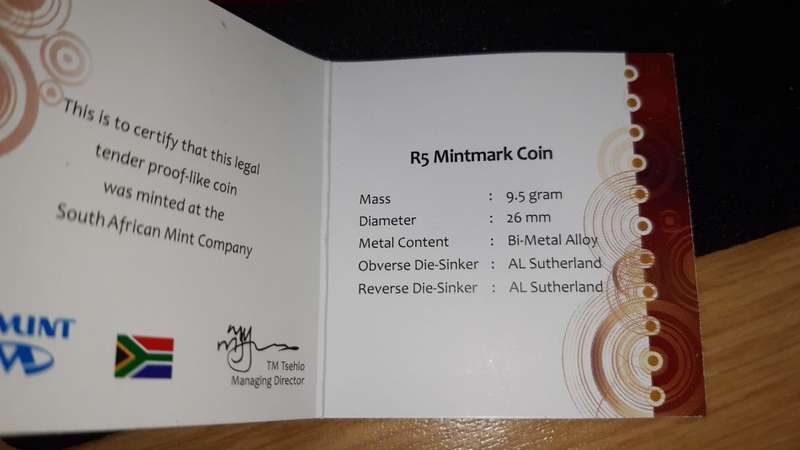 This is to certify that this legal
tender proof-like coin
was minted at the
South African Mint Company
MINT
TM Tsehlo
Managing Director
R5 Mintmark Coin
Mass : 9.5 gram
Diameter : 26 mm
Metal Content : Bi-Metal Alloy
Obverse Die-Sinker : AL Sutherland
Reverse Die-Sinker : AL Sutherland